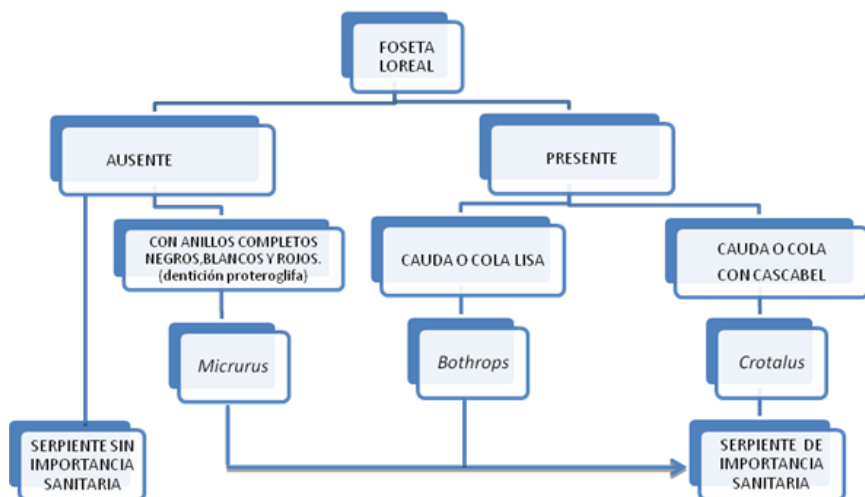 FOSETA
LOREAL
AUSENTE
PRESENTE
CON ANILLOS COMPLETOS
NEGROS,BLANCOS Y ROJOS.
(dentición proteroglifa)
CAUDA O COLA LISA
CAUDA O COLA
CON CASCABEL
Micrurus
Bothrops
Crotalus
SERPIENTE SIN
IMPORTANCIA
SANITARIA
SERPIENTE DE
IMPORTANCIA
SANITARIA